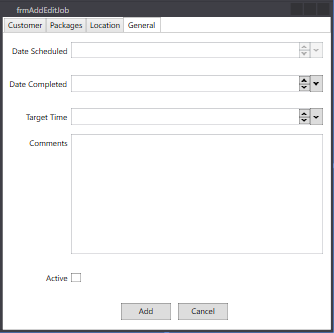 frmAddEditJob
Customer Packages Location General
Date Scheduled
Date Completed
Target Time
Comments
Active
Add Cancel